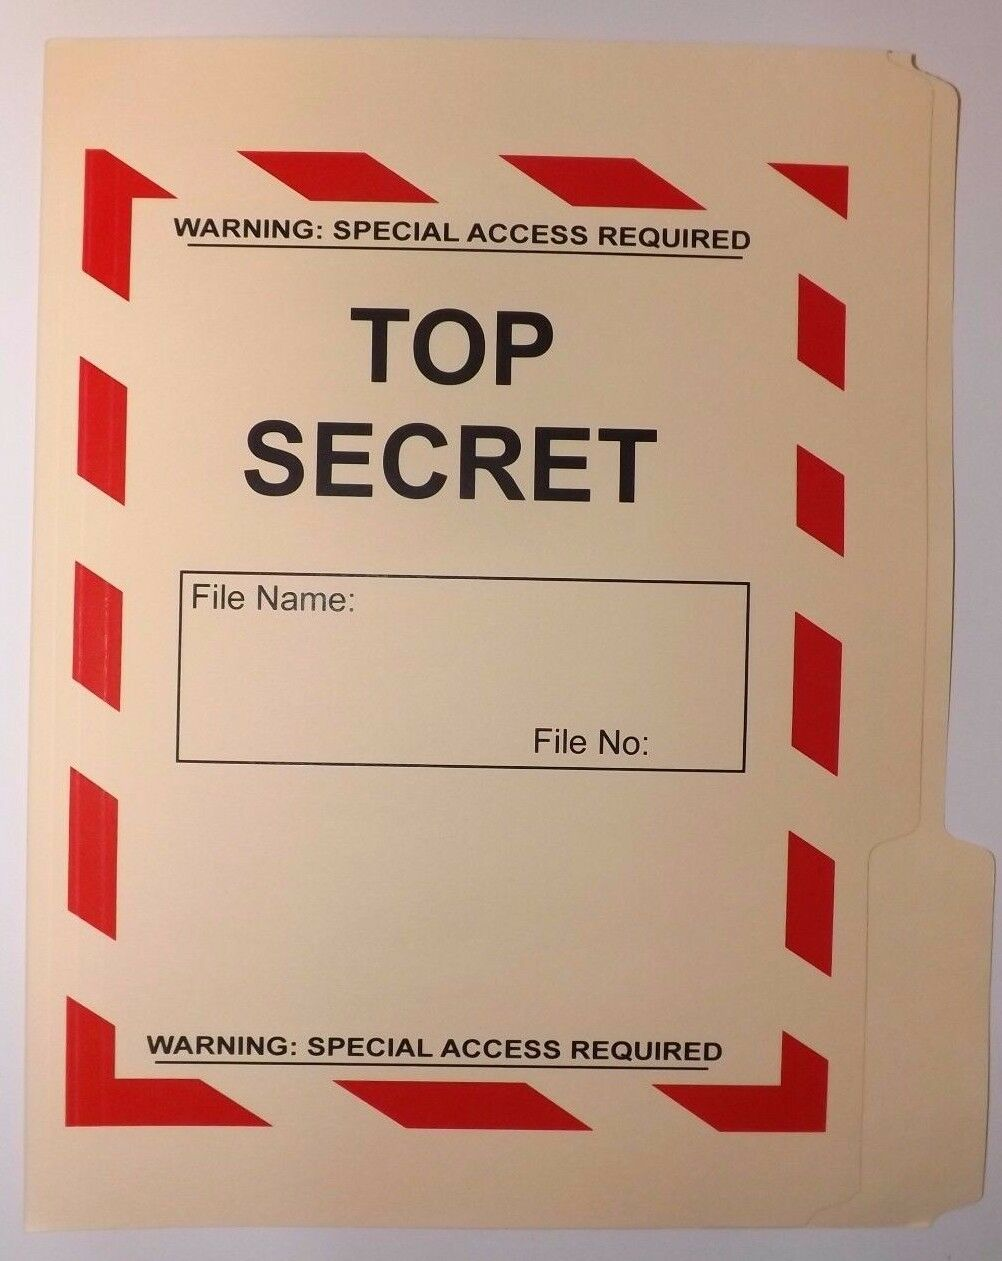 WARNING: SPECIAL ACCESS REQUIRED
TOP
SECRET
File Name:
File No:
WARNING: SPECIAL ACCESS REQUIRED